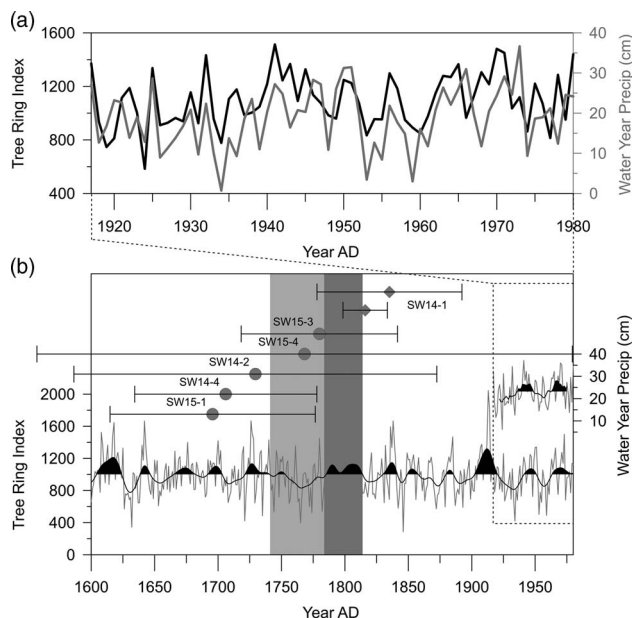 (a)
1600
1200
800
400
Tree Ring Index
40
30
20
10
0
Water Year Precip (cm)
1920 1930 1940 1950 1960 1970 1980
Year AD
(b)
SW14-1
SW15-3
SW15-4
SW14-2
SW14-4
SW15-1
2000
1600
1200
800
400
0
Tree Ring Index
40
30
20
10
Water Year Precip (cm)
1600 1650 1700 1750 1800 1850 1900 1950
Year AD